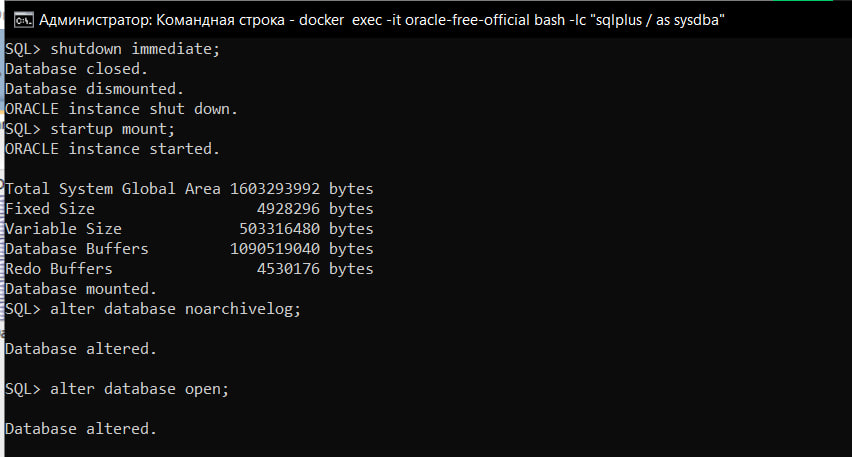 Администратор: Командная строка - docker  exec -it oracle-free-official bash -lc "sqlplus / as sysdba"
SQL> shutdown immediate;
Database closed.
Database dismounted.
ORACLE instance shut down.
SQL> startup mount;
ORACLE instance started.

Total System Global Area 1603293992 bytes
Fixed Size                  4928296 bytes
Variable Size             503316480 bytes
Database Buffers         1090519040 bytes
Redo Buffers                4530176 bytes
Database mounted.
SQL> alter database noarchivelog;

Database altered.

SQL> alter database open;

Database altered.